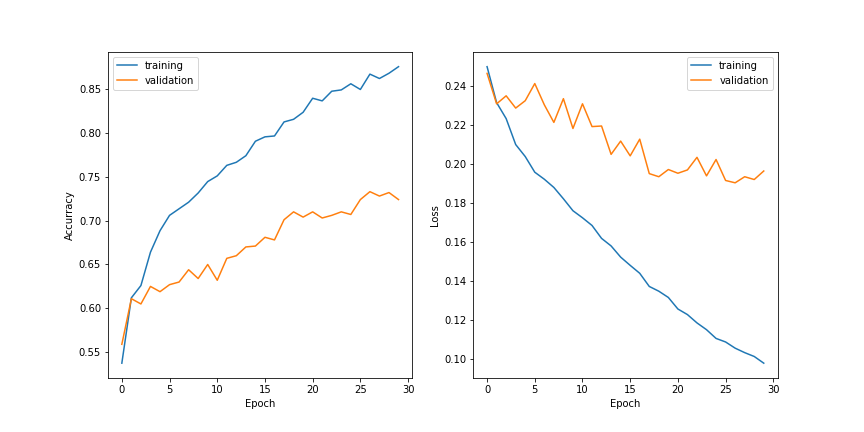 training
validation
0.85
0.80
0.75
0.70
0.65
0.60
0.55
Accurracy
0 5 10 15 20 25 30
Epoch
training
validation
0.24
0.22
0.20
0.18
0.16
0.14
0.12
0.10
Loss
0 5 10 15 20 25 30
Epoch